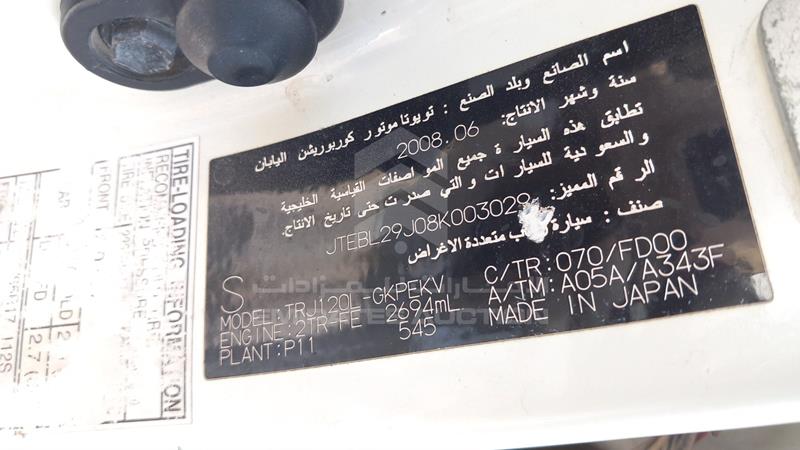 اسم الصانع وبلد الصنع : تويوتا موتور كوربوريشن اليابان
سنة وشهر الانتاج: 2008.06
تطابق هذه السيارة جميع المواصفات القياسية الخليجية
والسعودية للسيارات والتي صدرت حتى تاريخ الانتاج.
الرقم المميز: JTEBL29J08K003029
صنف : سيارة متعددة الاغراض
S
MODEL:TRJ120L-GKPEKV C/TR:070/FD00
ENGINE:2TR-FE 2694mL A/TM:A05A/A343F
PLANT:P11 545 MADE IN JAPAN
TIRE LOADING INFORMATION
FRONT